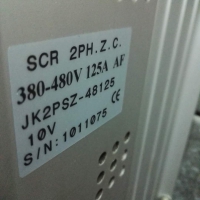 SCR 2PH.Z.C.
380-480V 125A AF
JK2PSZ-48125
10V CE
S/N:1011075